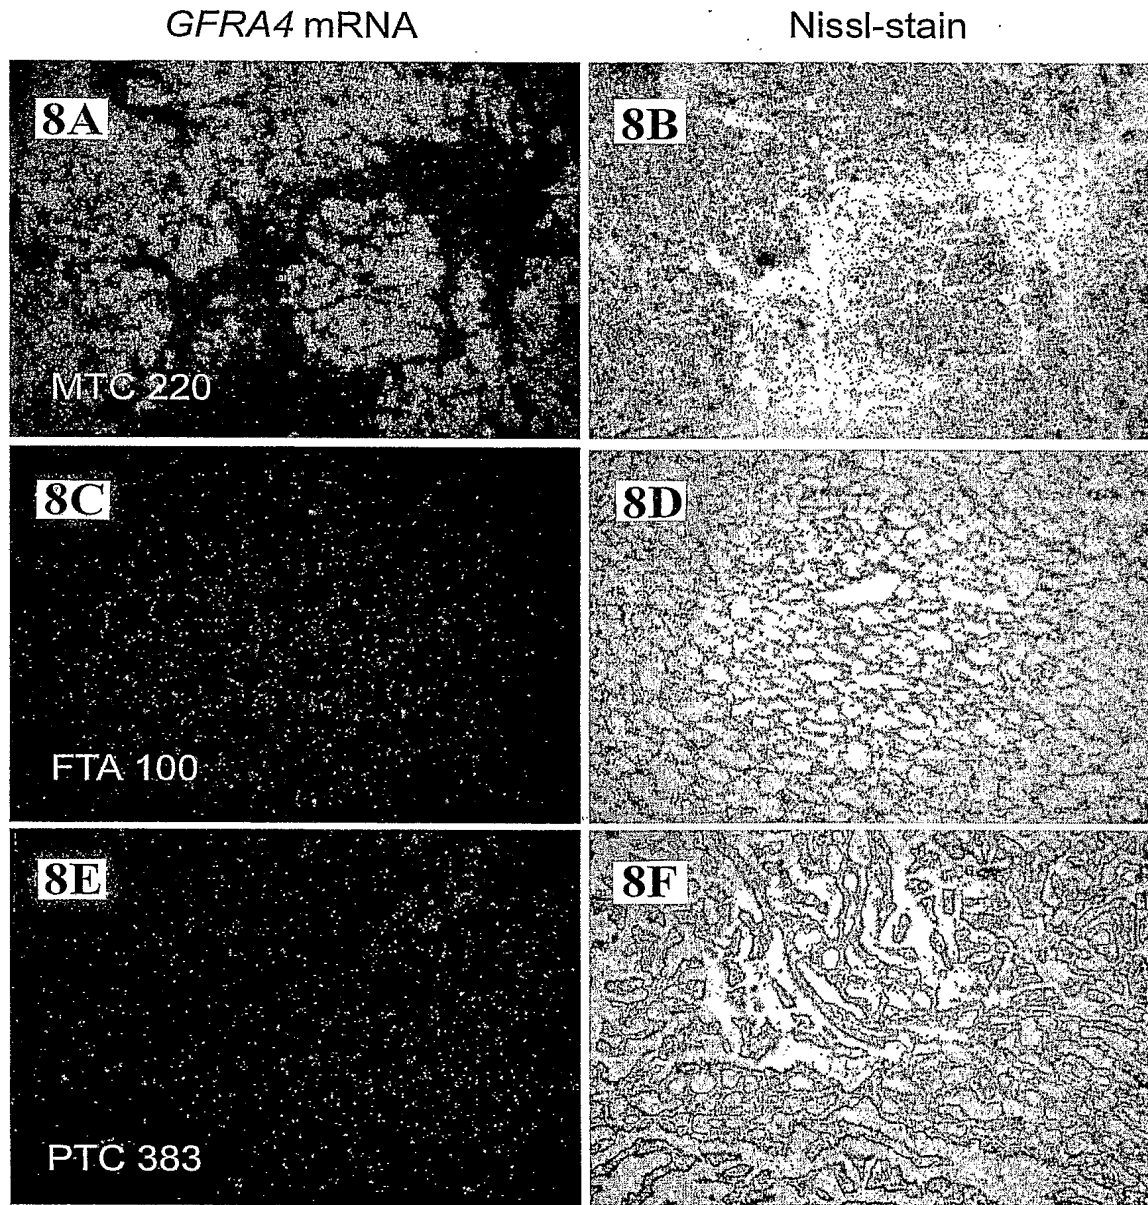 GFRA4 mRNA Nissl-stain
8A 8B
MTC 220
8C 8D
FTA 100
8E 8F
PTC 383